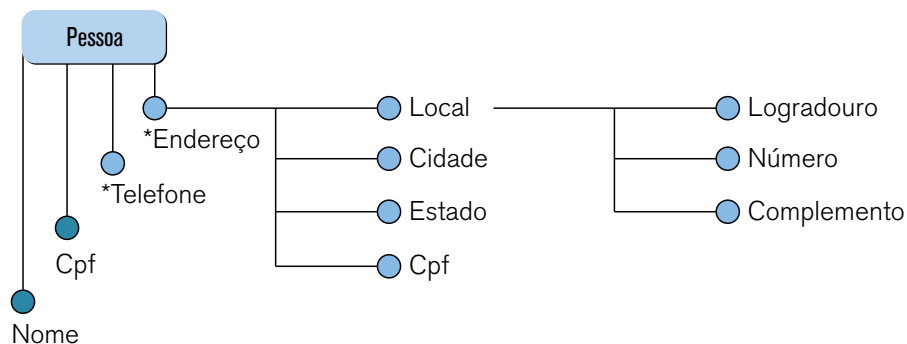 Pessoa
Local
Logradouro
*Endereço
Cidade
Número
*Telefone
Estado
Complemento
Cpf
Cpf
Nome